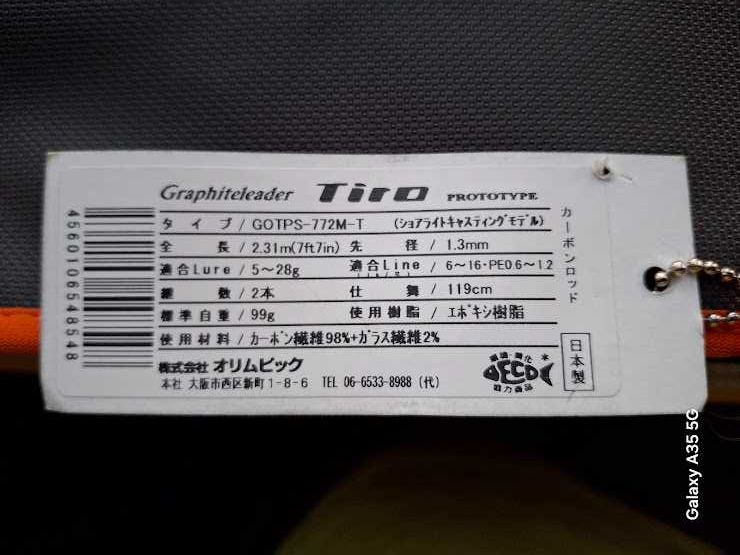 Graphiteleader Tiro PROTOTYPE
タイプ / GOTPS-772M-T (ショアライトキャスティングモデル)
全長 / 2.31m(7ft7in) 先径 / 1.3mm
適合Lure / 5〜28g 適合Line / 6〜16・PE0.6〜1.2
継数 / 2本 仕舞 / 119cm
標準自重 / 99g 使用樹脂 / エポキシ樹脂
使用材料 / カーボン繊維98%+ガラス繊維2%
株式会社 オリムピック
本社 大阪市西区新町1-8-6 TEL 06-6533-8988 (代)
4560106548548
カーボンロッド
日本製
ECO
Galaxy A35 5G